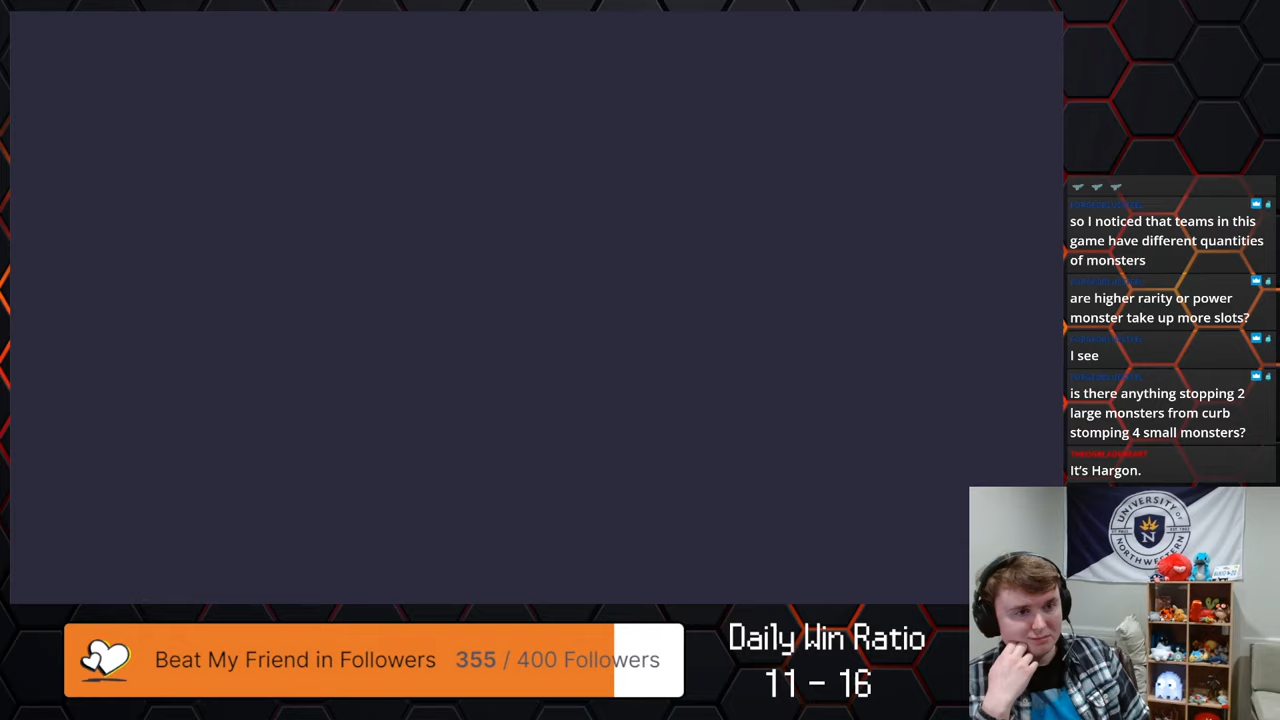 so I noticed that teams in this
game have different quantities
of monsters
are higher rarity or power
monster take up more slots?
I see
is there anything stopping 2
large monsters from curb
stomping 4 small monsters?
It's Hargon.
UNIVERSITY OF
N
NORTHWESTERN
Beat My Friend in Followers 355 / 400 Followers
Daily Win Ratio
11 - 16